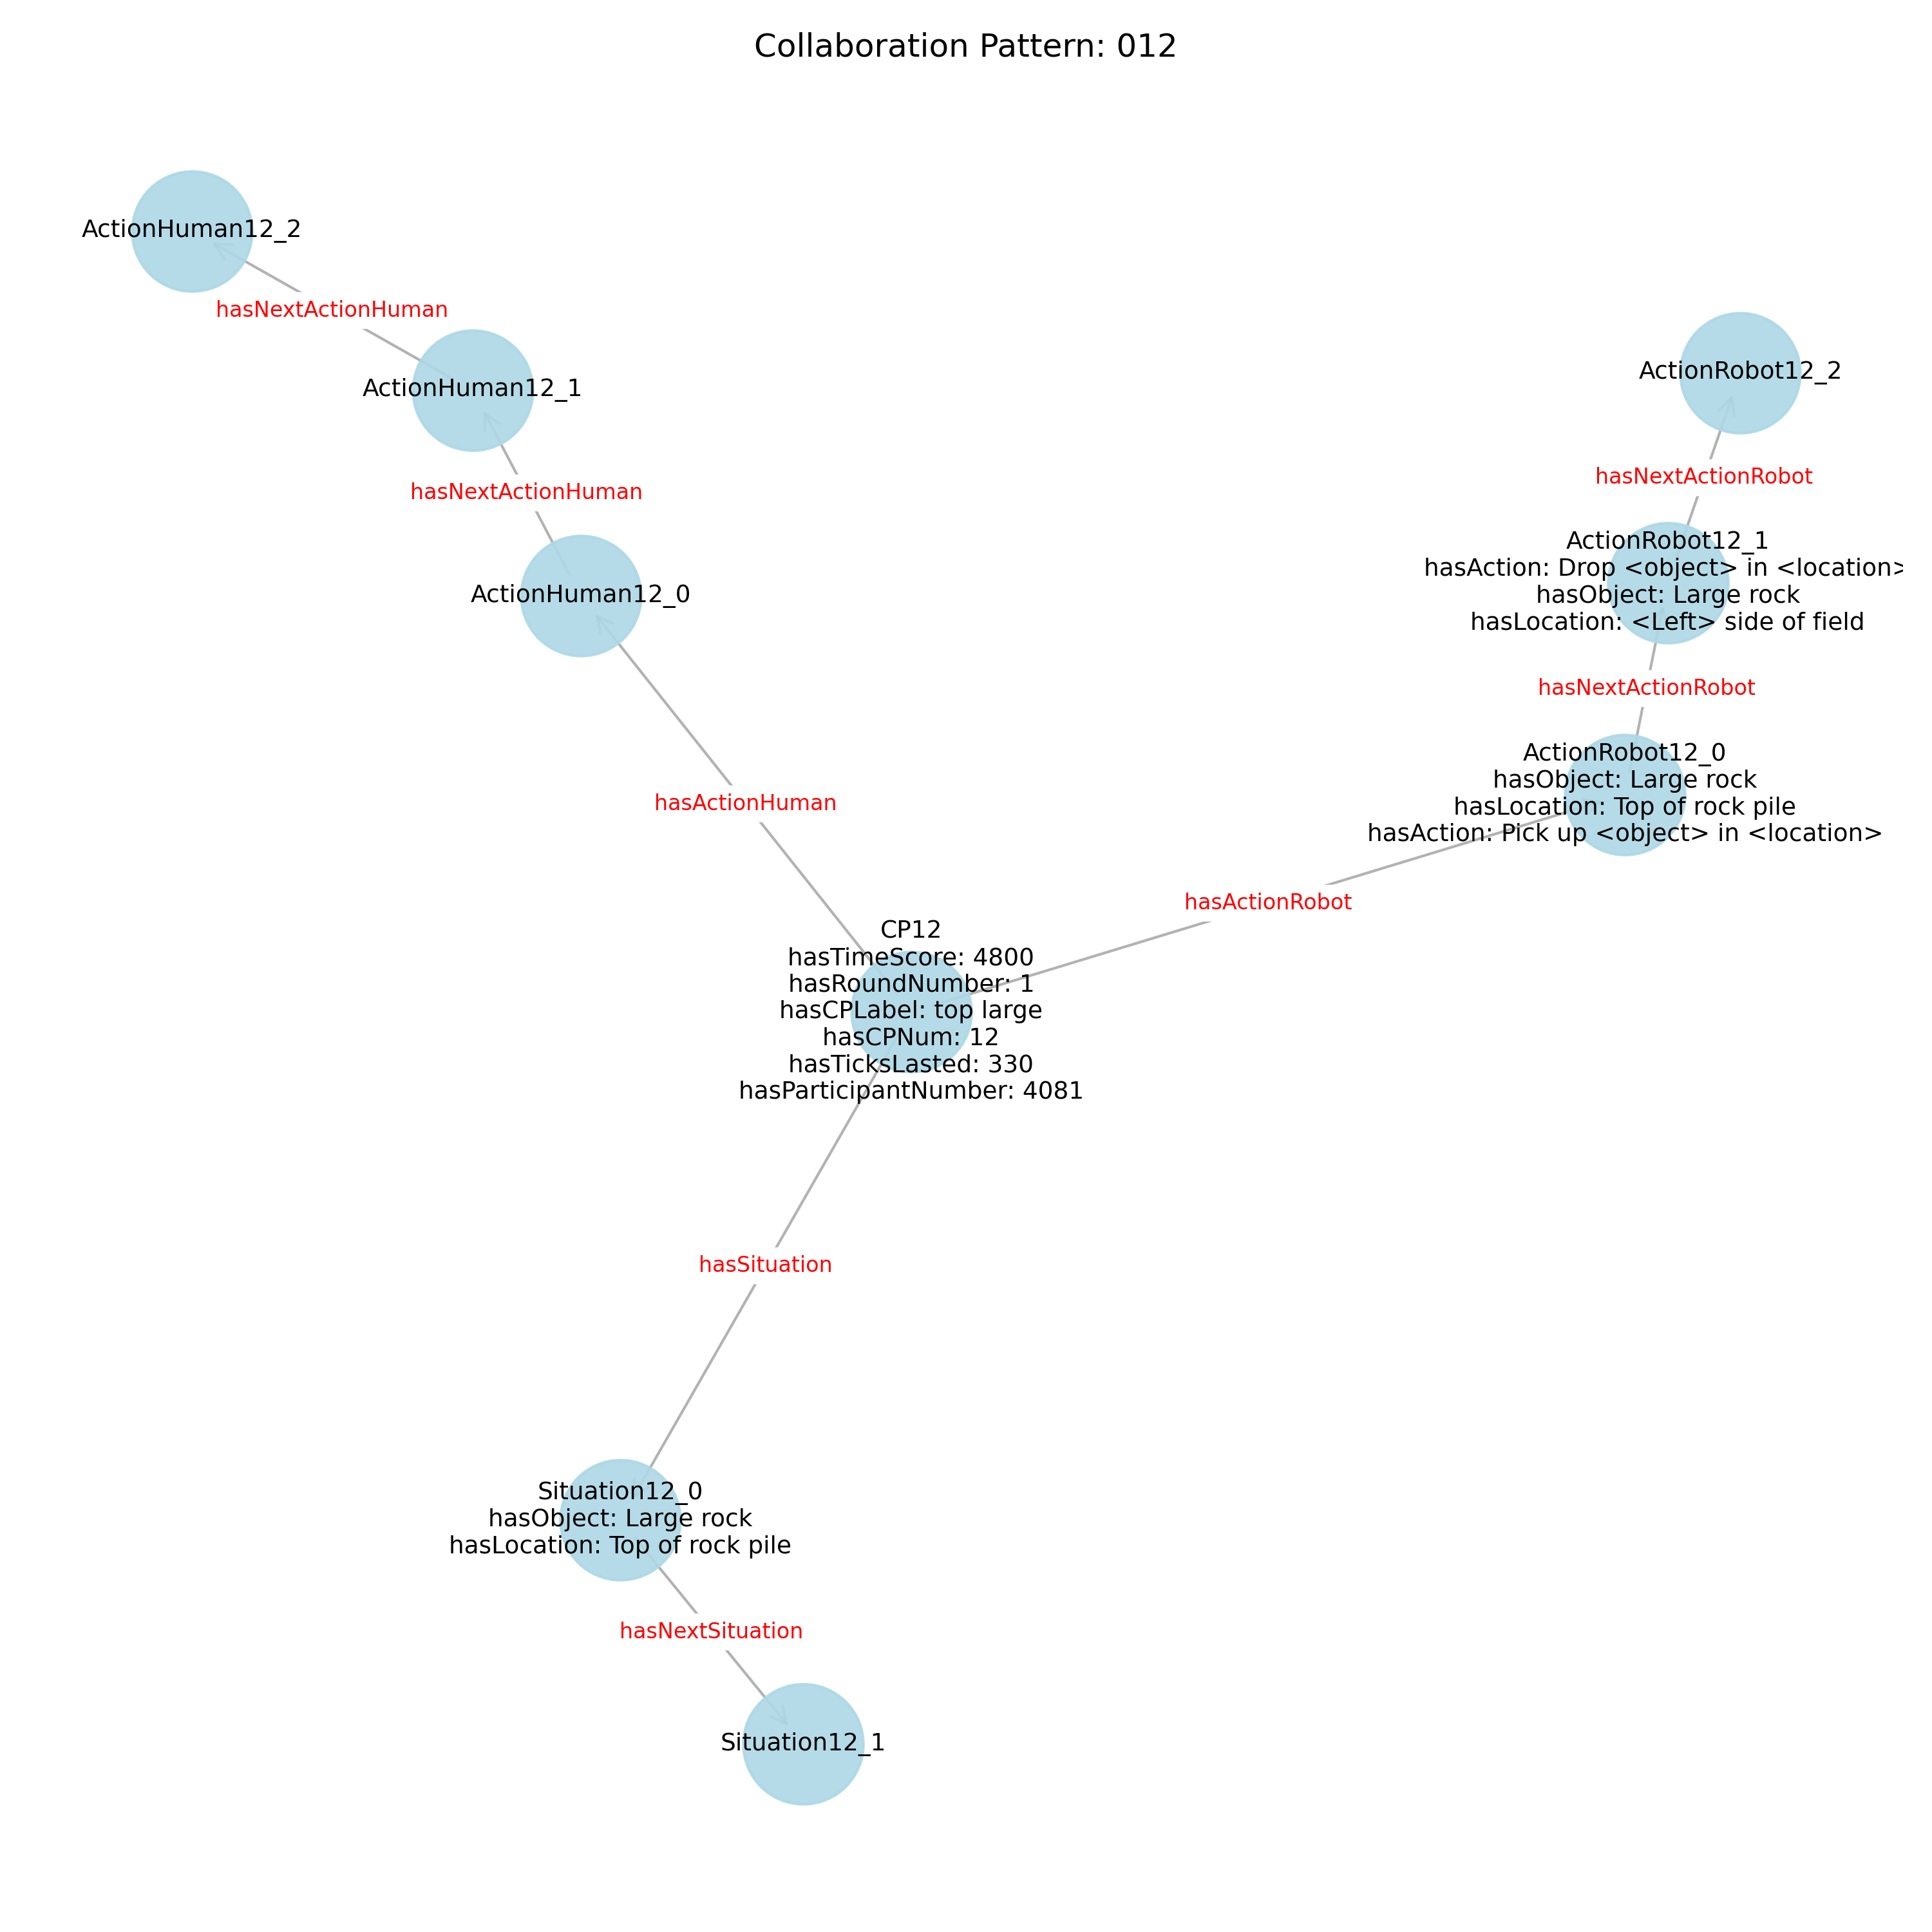 Collaboration Pattern: 012
ActionHuman12_2
hasNextActionHuman
ActionHuman12_1
ActionRobot12_2
hasNextActionRobot
hasNextActionHuman
ActionRobot12_1
hasAction: Drop <object> in <location>
hasObject: Large rock
hasLocation: <Left> side of field
ActionHuman12_0
hasNextActionRobot
ActionRobot12_0
hasObject: Large rock
hasLocation: Top of rock pile
hasAction: Pick up <object> in <location>
hasActionHuman
hasActionRobot
CP12
hasTimeScore: 4800
hasRoundNumber: 1
hasCPLabel: top large
hasCPNum: 12
hasTicksLasted: 330
hasParticipantNumber: 4081
hasSituation
Situation12_0
hasObject: Large rock
hasLocation: Top of rock pile
hasNextSituation
Situation12_1